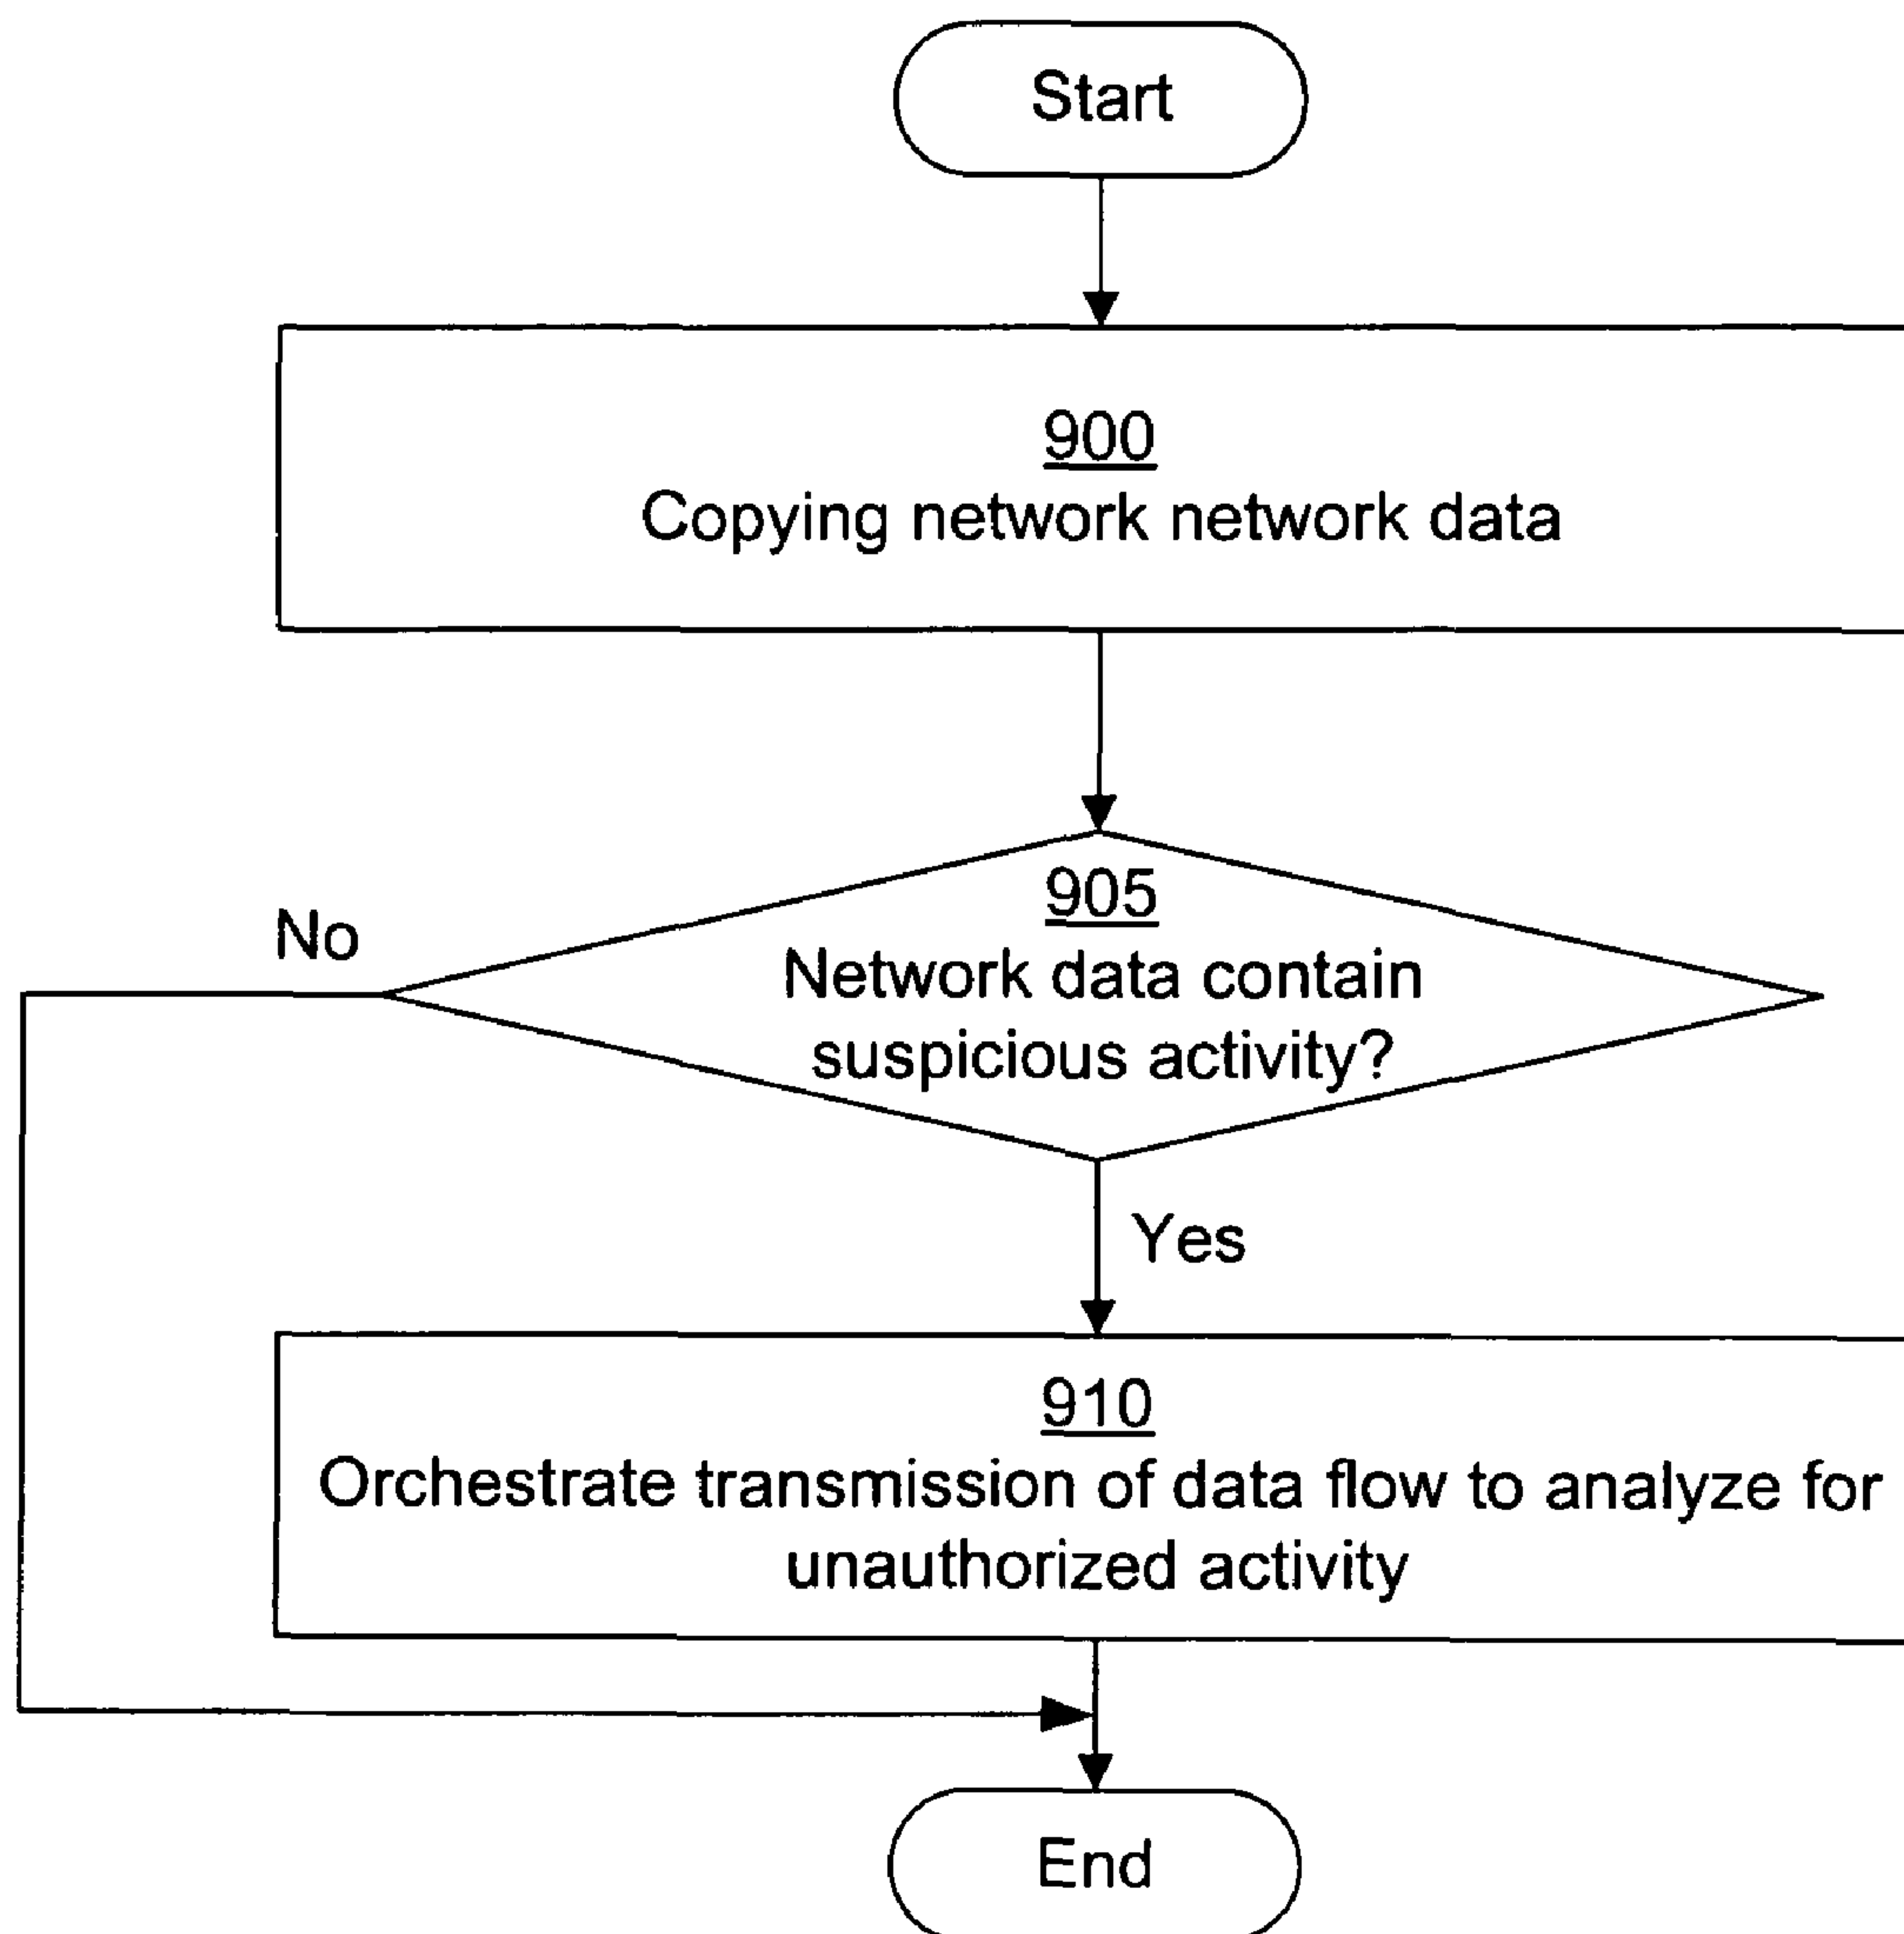 Start
900
Copying network network data
905
Network data contain
suspicious activity?
No
Yes
910
Orchestrate transmission of data flow to analyze for
unauthorized activity
End